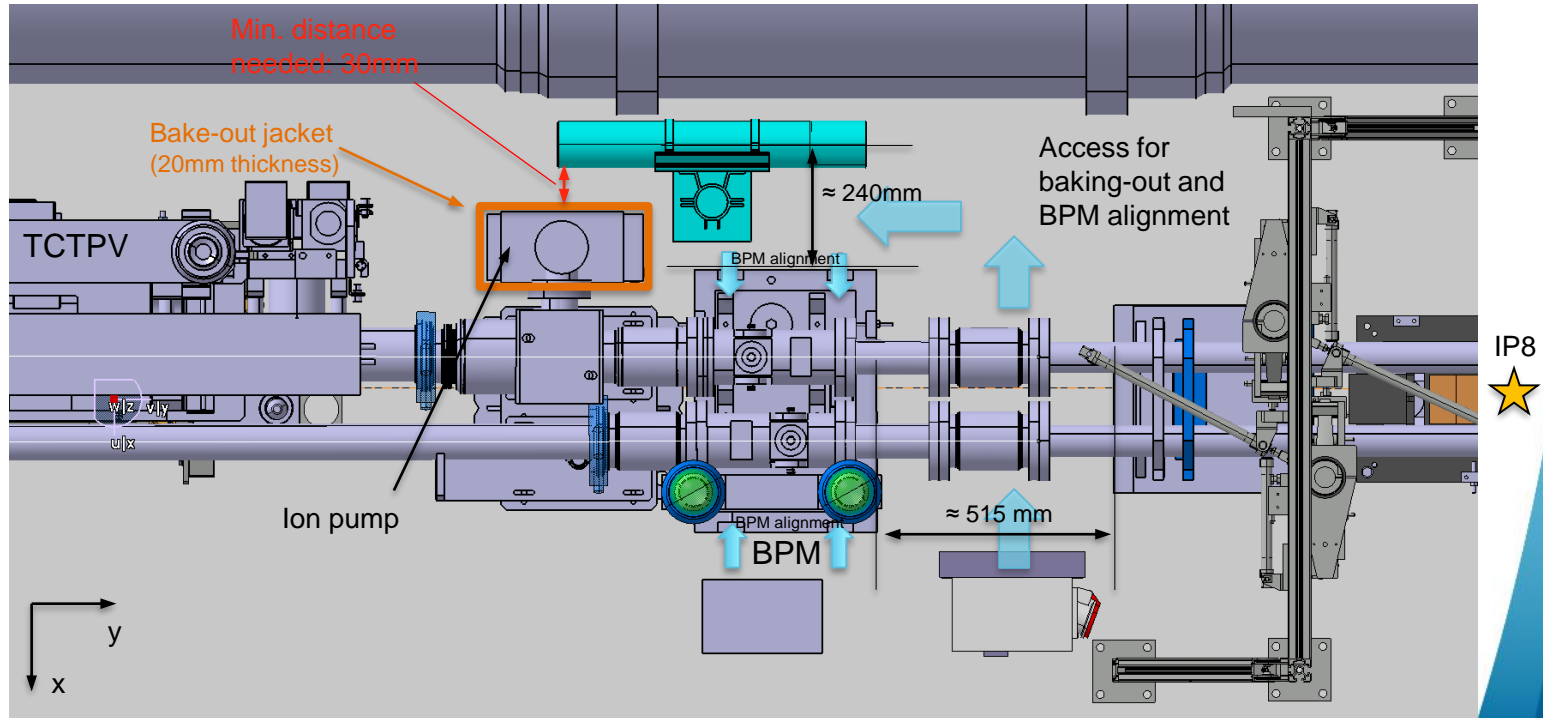 Min. distance
needed: 30mm
Bake-out jacket
(20mm thickness)
Access for
baking-out and
BPM alignment
≈ 240mm
TCTPV
BPM alignment
IP8
w|z
v|y
u|x
Ion pump
BPM alignment
≈ 515 mm
BPM
y
x